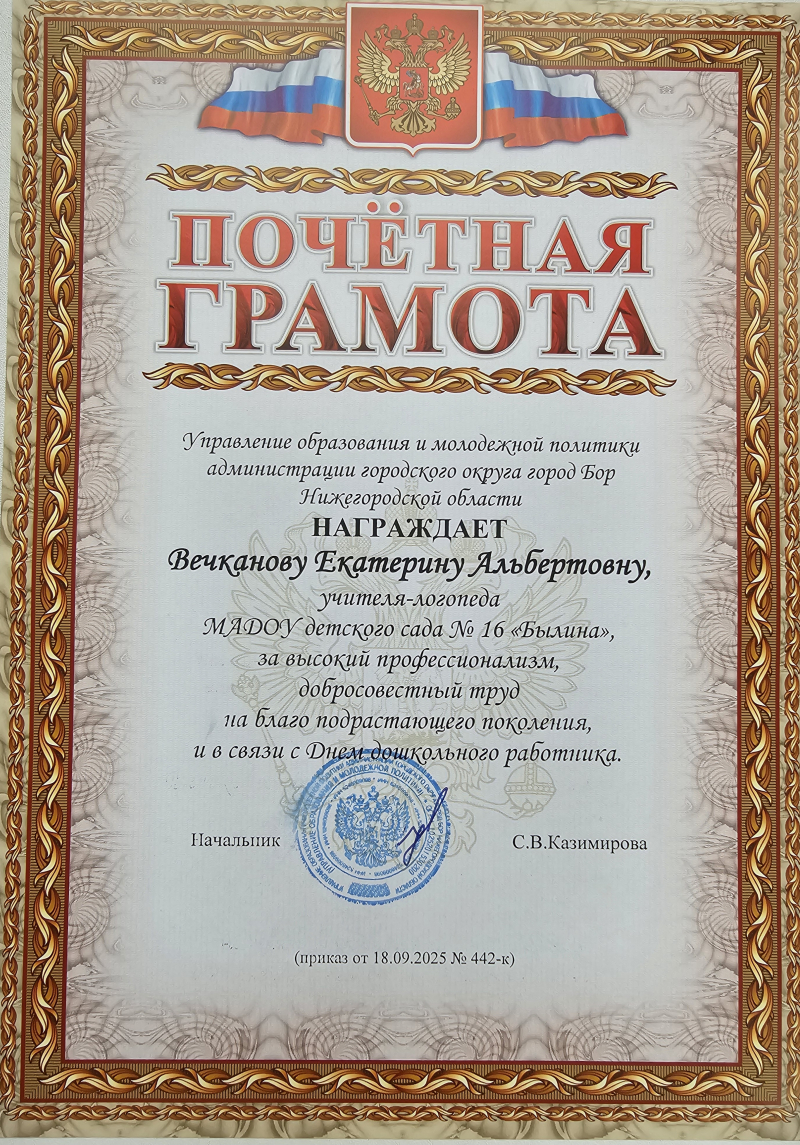 ПОЧЁТНАЯ
ГРАМОТА
Управление образования и молодежной политики
администрации городского округа город Бор
Нижегородской области
НАГРАЖДАЕТ
Вечканову Екатерину Альбертовну,
учителя-логопеда
МАДОУ детского сада № 16 «Былина»,
за высокий профессионализм,
добросовестный труд
на благо подрастающего поколения,
и в связи с Днем дошкольного работника.
Начальник
С.В.Казимирова
(приказ от 18.09.2025 № 442-к)